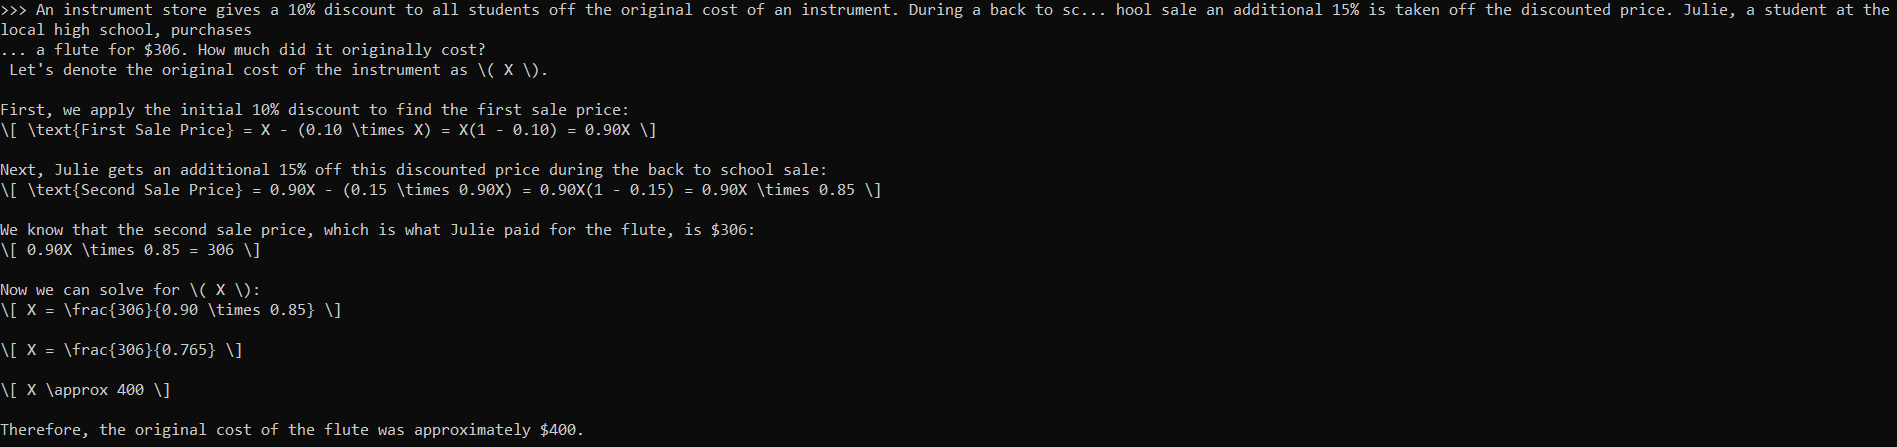 >>> An instrument store gives a 10% discount to all students off the original cost of an instrument. During a back to sc... hool sale an additional 15% is taken off the discounted price. Julie, a student at the
local high school, purchases
... a flute for $306. How much did it originally cost?
Let's denote the original cost of the instrument as \( X \).
First, we apply the initial 10% discount to find the first sale price:
\[ \text{First Sale Price} = X - (0.10 \times X) = X(1 - 0.10) = 0.90X \]
Next, Julie gets an additional 15% off this discounted price during the back to school sale:
\[ \text{Second Sale Price} = 0.90X - (0.15 \times 0.90X) = 0.90X(1 - 0.15) = 0.90X \times 0.85 \]
We know that the second sale price, which is what Julie paid for the flute, is $306:
\[ 0.90X \times 0.85 = 306 \]
Now we can solve for \( X \):
\[ X = \frac{306}{0.90 \times 0.85} \]
\[ X = \frac{306}{0.765} \]
\[ X \approx 400 \]
Therefore, the original cost of the flute was approximately $400.